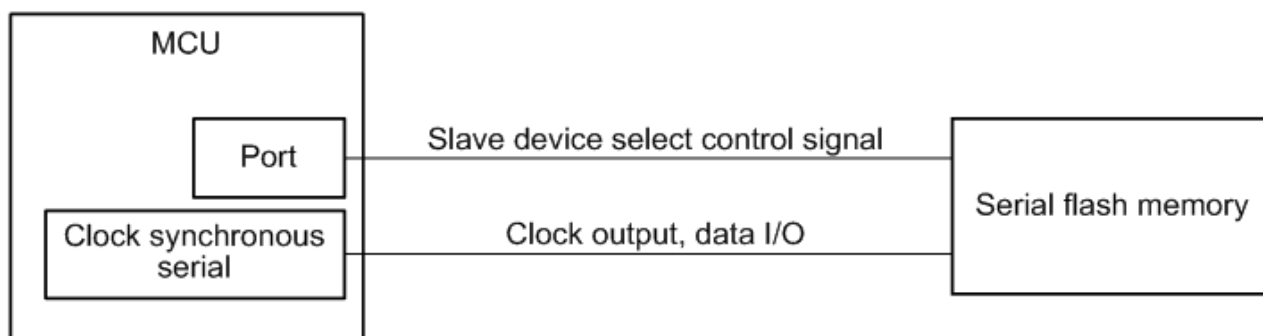 MCU
Port
Slave device select control signal
Serial flash memory
Clock synchronous
serial
Clock output, data I/O